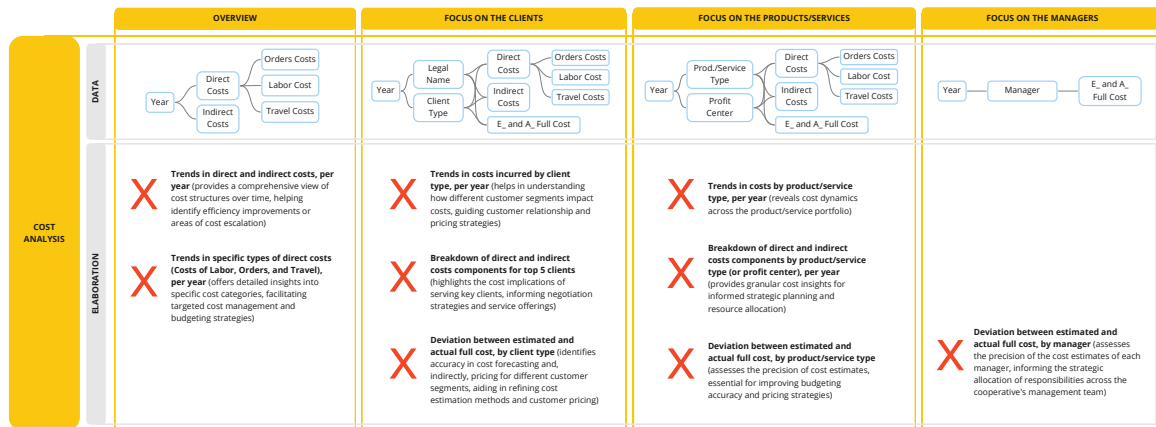 OVERVIEW
FOCUS ON THE CLIENTS
FOCUS ON THE PRODUCTS/SERVICES
FOCUS ON THE MANAGERS
COST
ANALYSIS
DATA
Year
Direct
Costs
Indirect
Costs
Orders Costs
Labor Cost
Travel Costs
Year
Legal
Name
Client
Type
Direct
Costs
Indirect
Costs
E_ and A_ Full Cost
Orders Costs
Labor Cost
Travel Costs
Year
Prod./Service
Type
Profit
Center
Direct
Costs
Indirect
Costs
E_ and A_ Full Cost
Orders Costs
Labor Cost
Travel Costs
Year
Manager
E_ and A_
Full Cost
ELABORATION
X
Trends in direct and indirect costs, per
year (provides a comprehensive view of
cost structures over time, helping
identify efficiency improvements or
areas of cost escalation)
X
Trends in specific types of direct costs
(Costs of Labor, Orders, and Travel),
per year (offers detailed insights into
specific cost categories, facilitating
targeted cost management and
budgeting strategies)
X
Trends in costs incurred by client
type, per year (helps in understanding
how different customer segments impact
costs, guiding customer relationship and
pricing strategies)
X
Breakdown of direct and indirect
costs components for top 5 clients
(highlights the cost implications of
serving key clients, informing negotiation
strategies and service offerings)
X
Deviation between estimated and
actual full cost, by client type (identifies
accuracy in cost forecasting and,
indirectly, pricing for different customer
segments, aiding in refining cost
estimation methods and customer pricing)
X
Trends in costs by product/service
type, per year (reveals cost dynamics
across the product/service portfolio)
X
Breakdown of direct and indirect
costs components by product/service
type (or profit center), per year
(provides granular cost insights for
informed strategic planning and
resource allocation)
X
Deviation between estimated and
actual full cost, by product/service type
(assesses the precision of cost estimates,
essential for improving budgeting
accuracy and pricing strategies)
X
Deviation between estimated and
actual full cost, by manager (assesses
the precision of the cost estimates of each
manager, informing the strategic
allocation of responsibilities across the
cooperative's management team)